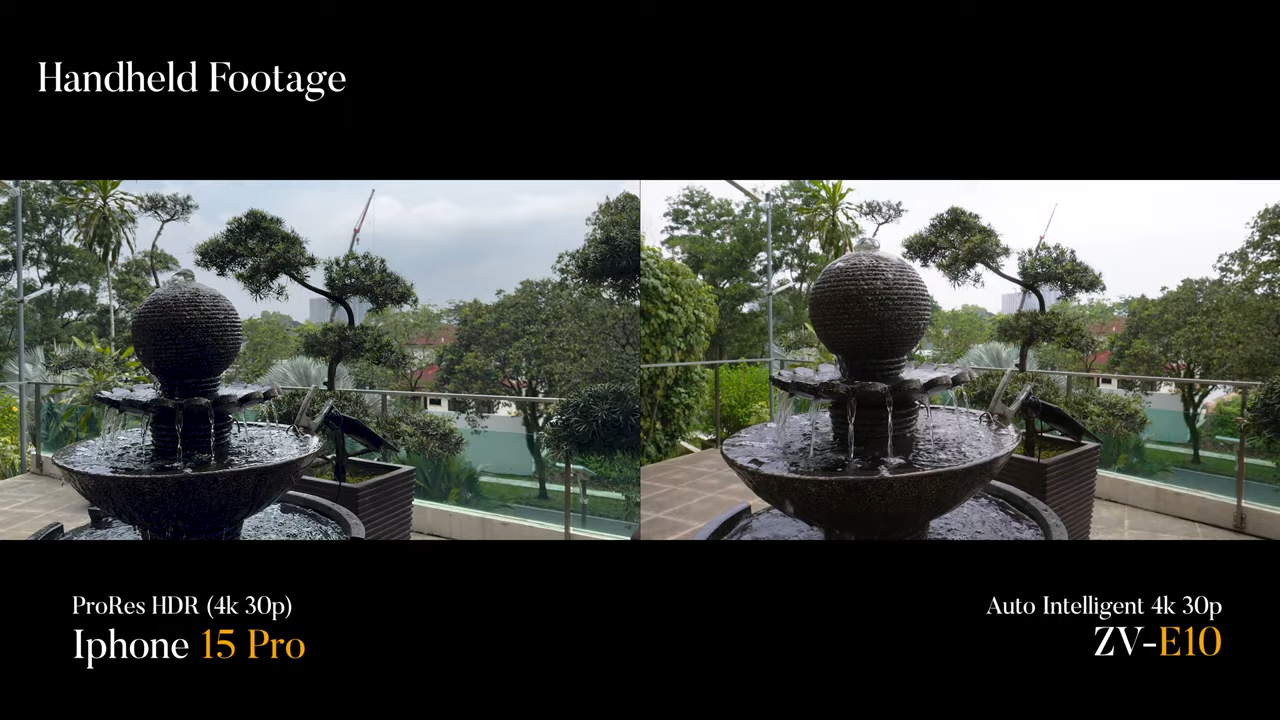 Handheld Footage
ProRes HDR (4k 30p)
Iphone 15 Pro
Auto Intelligent 4k 30p
ZV-E10